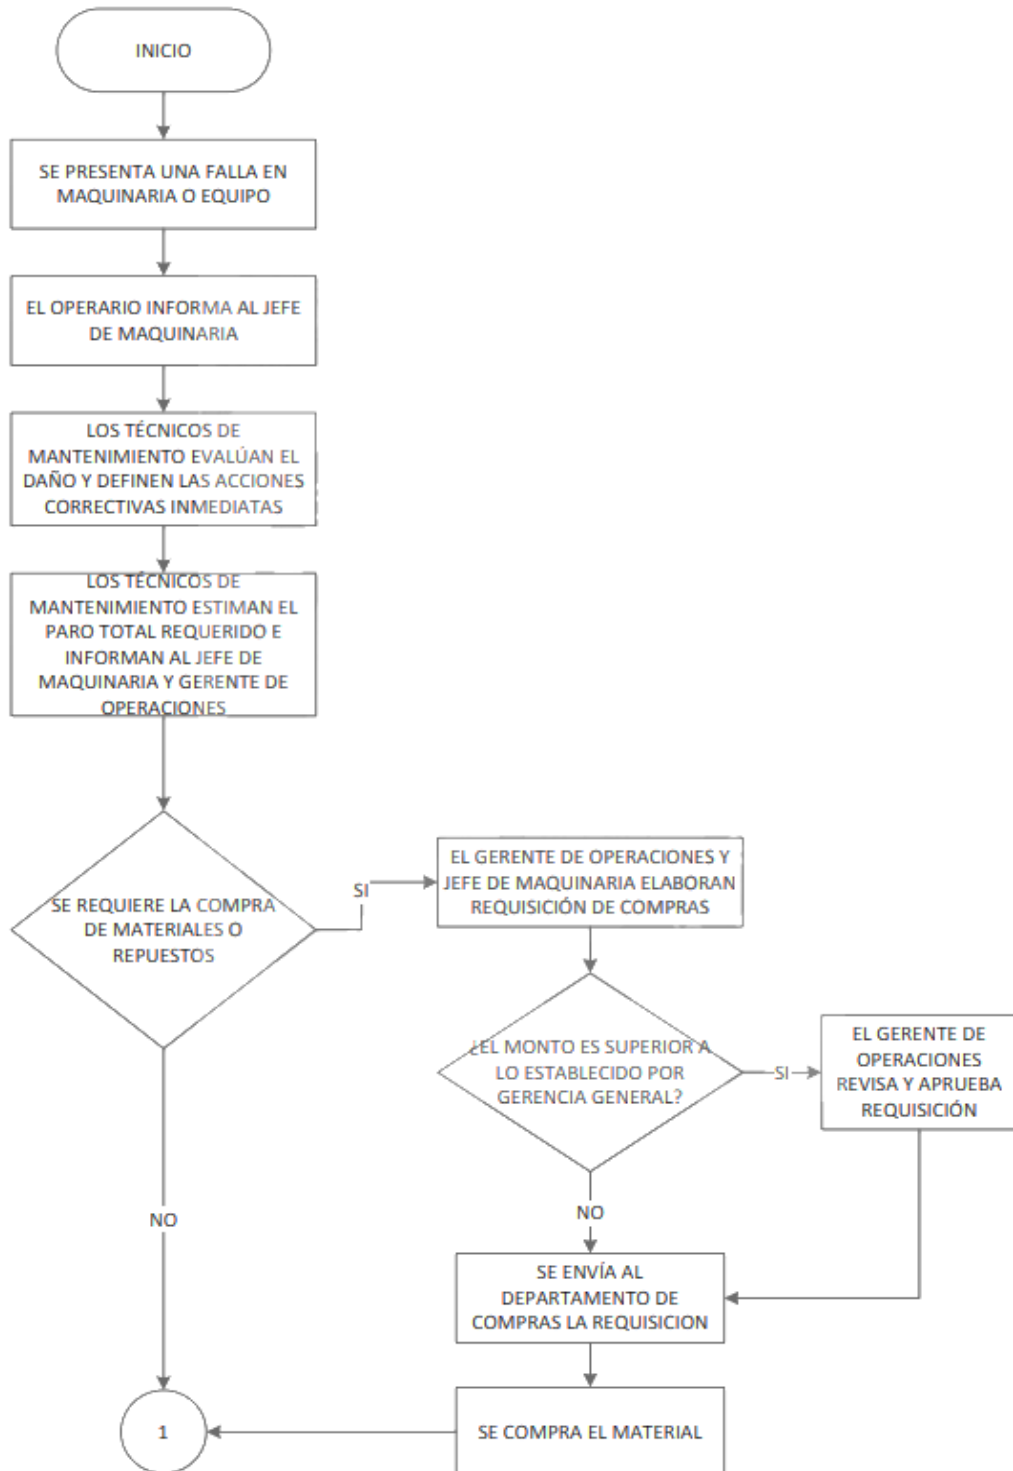 INICIO
SE PRESENTA UNA FALLA EN
MAQUINARIA O EQUIPO
EL OPERARIO INFORMA AL JEFE
DE MAQUINARIA
LOS TÉCNICOS DE
MANTENIMIENTO EVALÚAN EL
DAÑO Y DEFINEN LAS ACCIONES
CORRECTIVAS INMEDIATAS
LOS TÉCNICOS DE
MANTENIMIENTO ESTIMAN EL
PARO TOTAL REQUERIDO E
INFORMAN AL JEFE DE
MAQUINARIA Y GERENTE DE
OPERACIONES
SE REQUIERE LA COMPRA
DE MATERIALES O
REPUESTOS
SI
EL GERENTE DE OPERACIONES Y
JEFE DE MAQUINARIA ELABORAN
REQUISICIÓN DE COMPRAS
¿EL MONTO ES SUPERIOR A
LO ESTABLECIDO POR
GERENCIA GENERAL?
SI
EL GERENTE DE
OPERACIONES
REVISA Y APRUEBA
REQUISICIÓN
NO
NO
SE ENVÍA AL
DEPARTAMENTO DE
COMPRAS LA REQUISICION
SE COMPRA EL MATERIAL
1